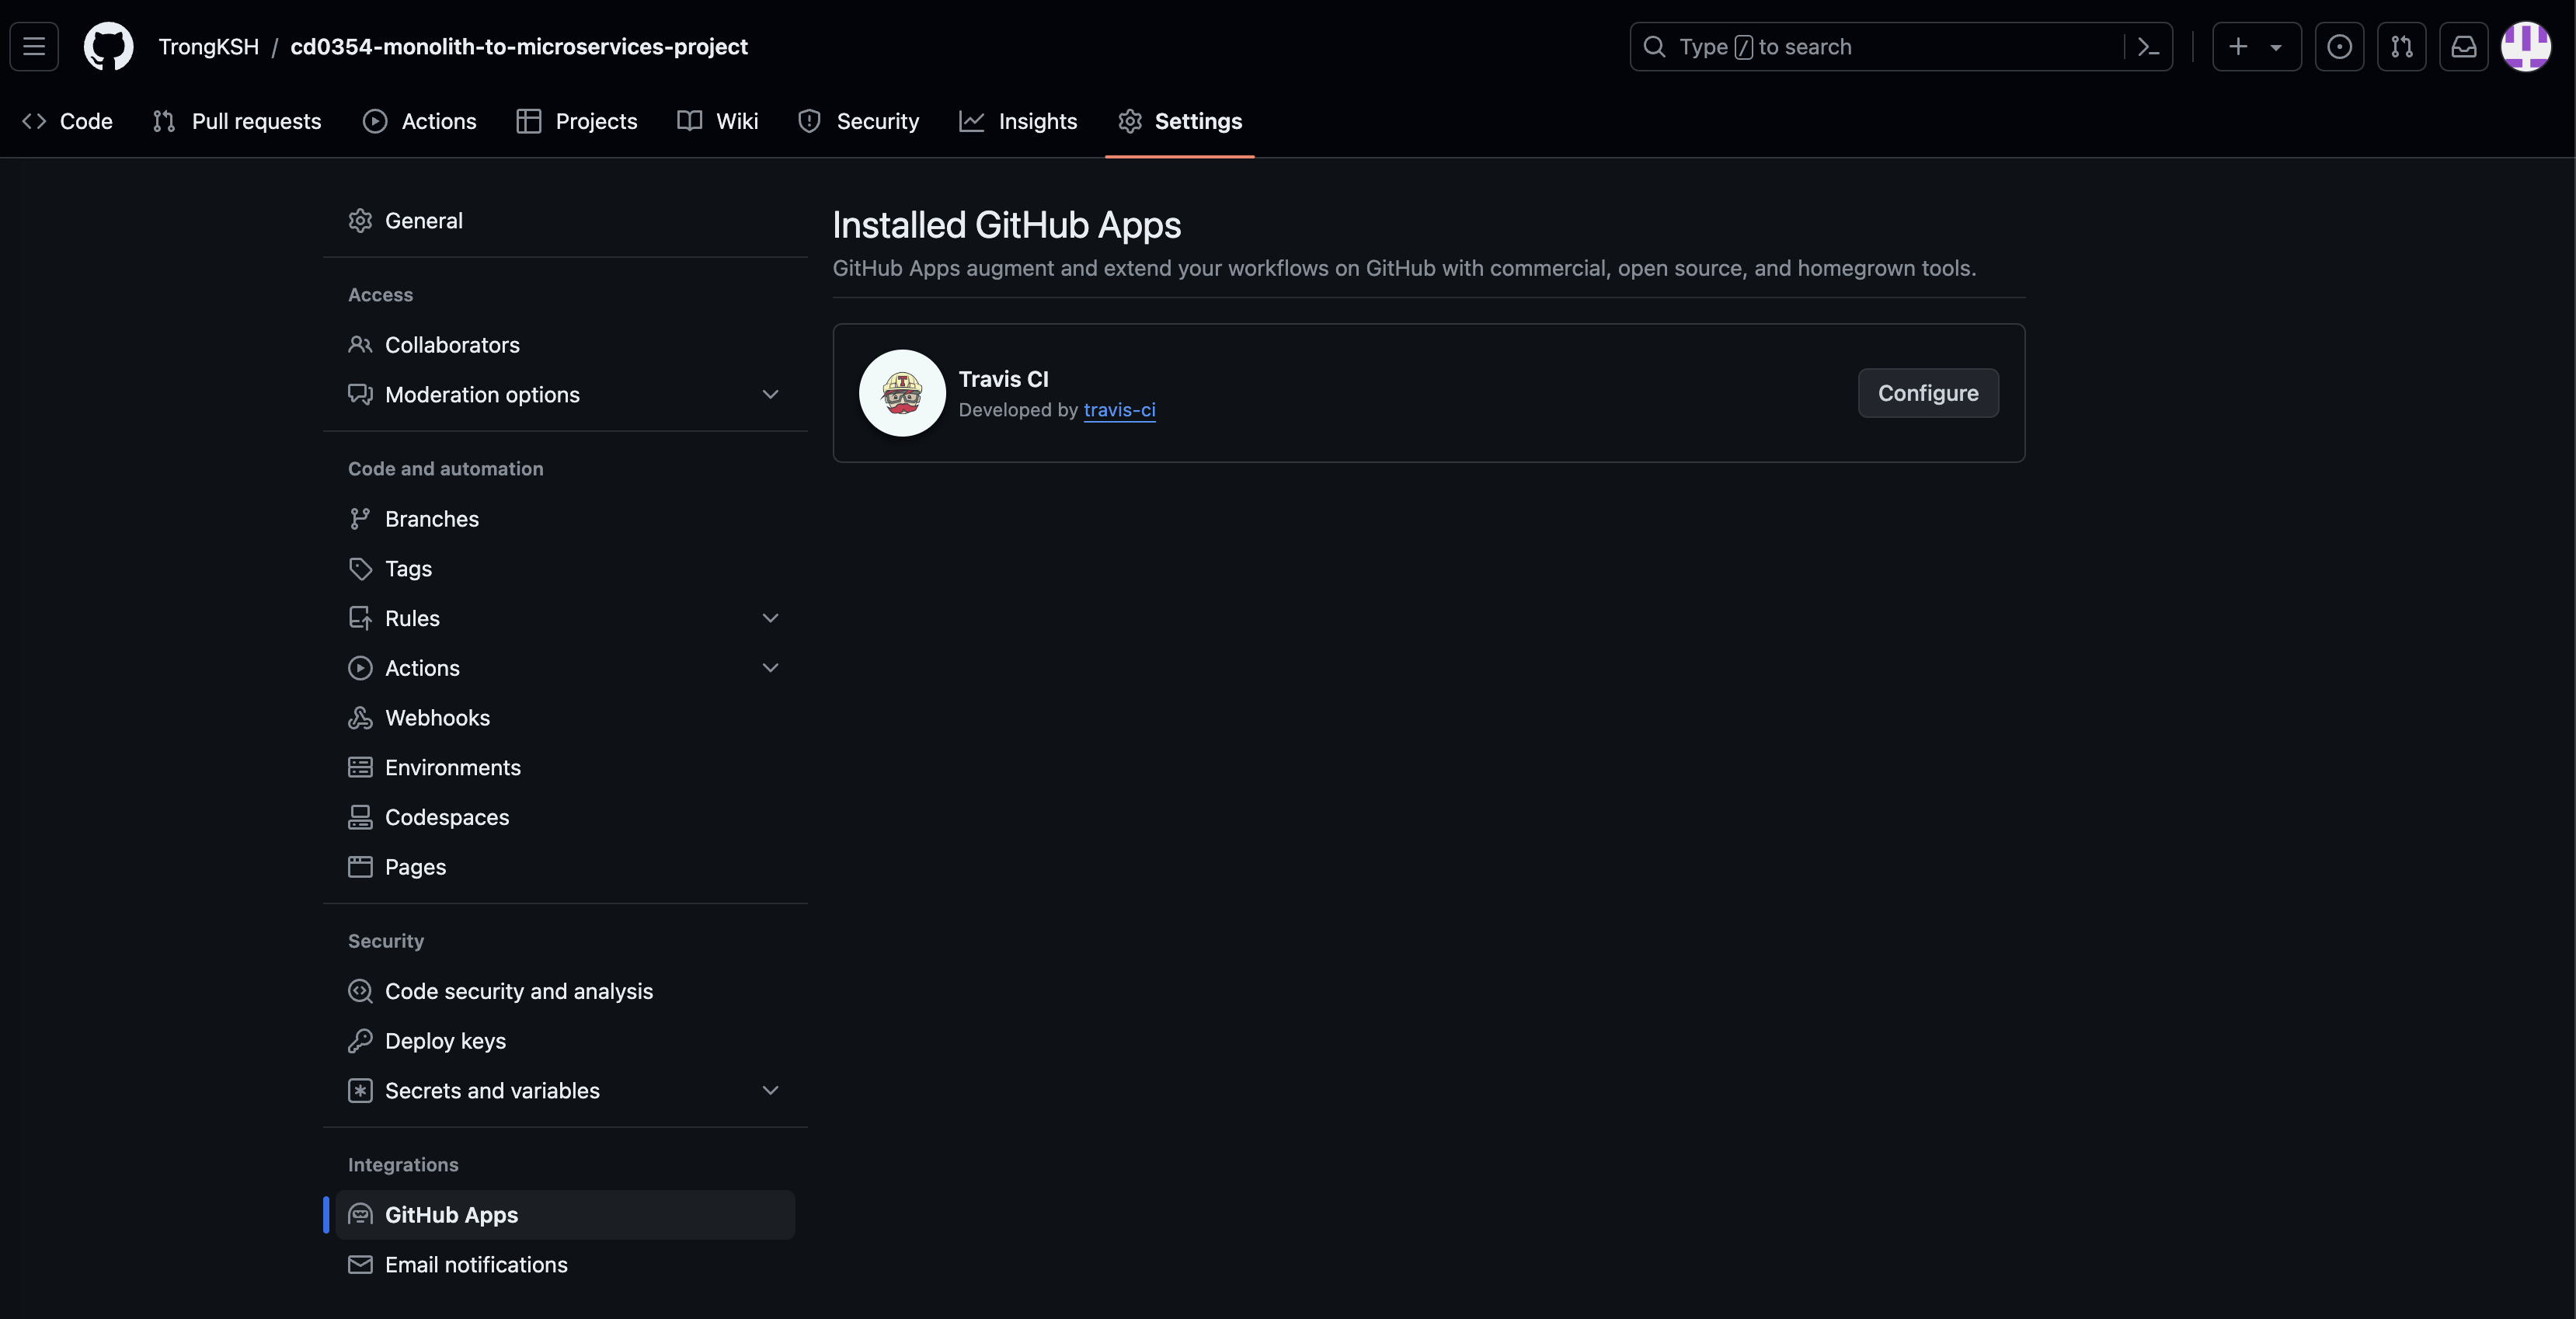 TrongKSH / cd0354-monolith-to-microservices-project
Type / to search
Code Pull requests Actions Projects Wiki Security Insights Settings
General
Access
Collaborators
Moderation options
Code and automation
Branches
Tags
Rules
Actions
Webhooks
Environments
Codespaces
Pages
Security
Code security and analysis
Deploy keys
Secrets and variables
Integrations
GitHub Apps
Email notifications
Installed GitHub Apps
GitHub Apps augment and extend your workflows on GitHub with commercial, open source, and homegrown tools.
T
Travis CI
Developed by travis-ci
Configure